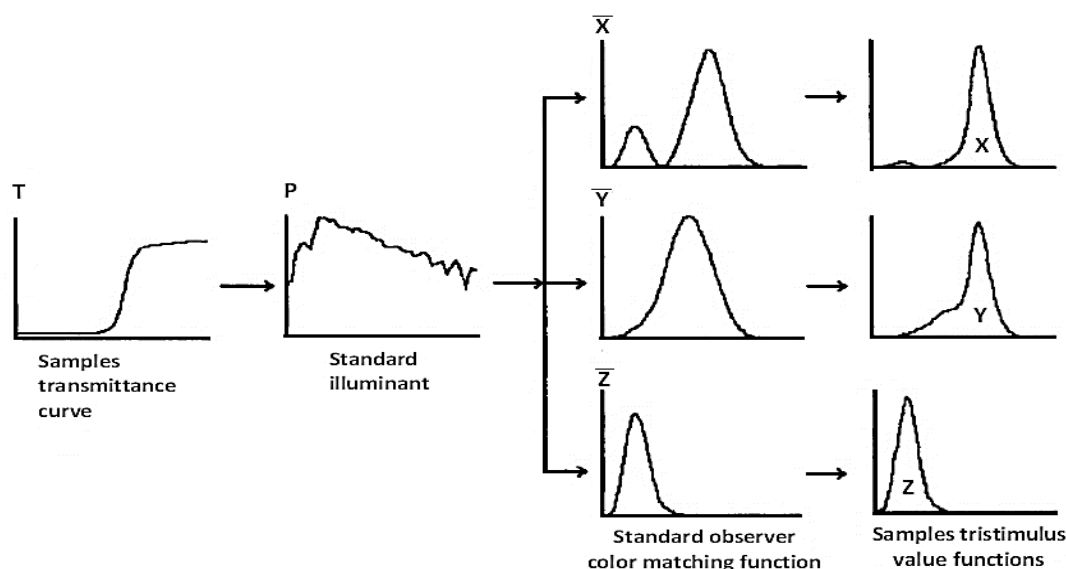 X̅
T
P
X
Samples
transmittance
curve
Standard
illuminant
Y̅
Y
Z̅
Z
Standard observer
color matching function
Samples tristimulus
value functions